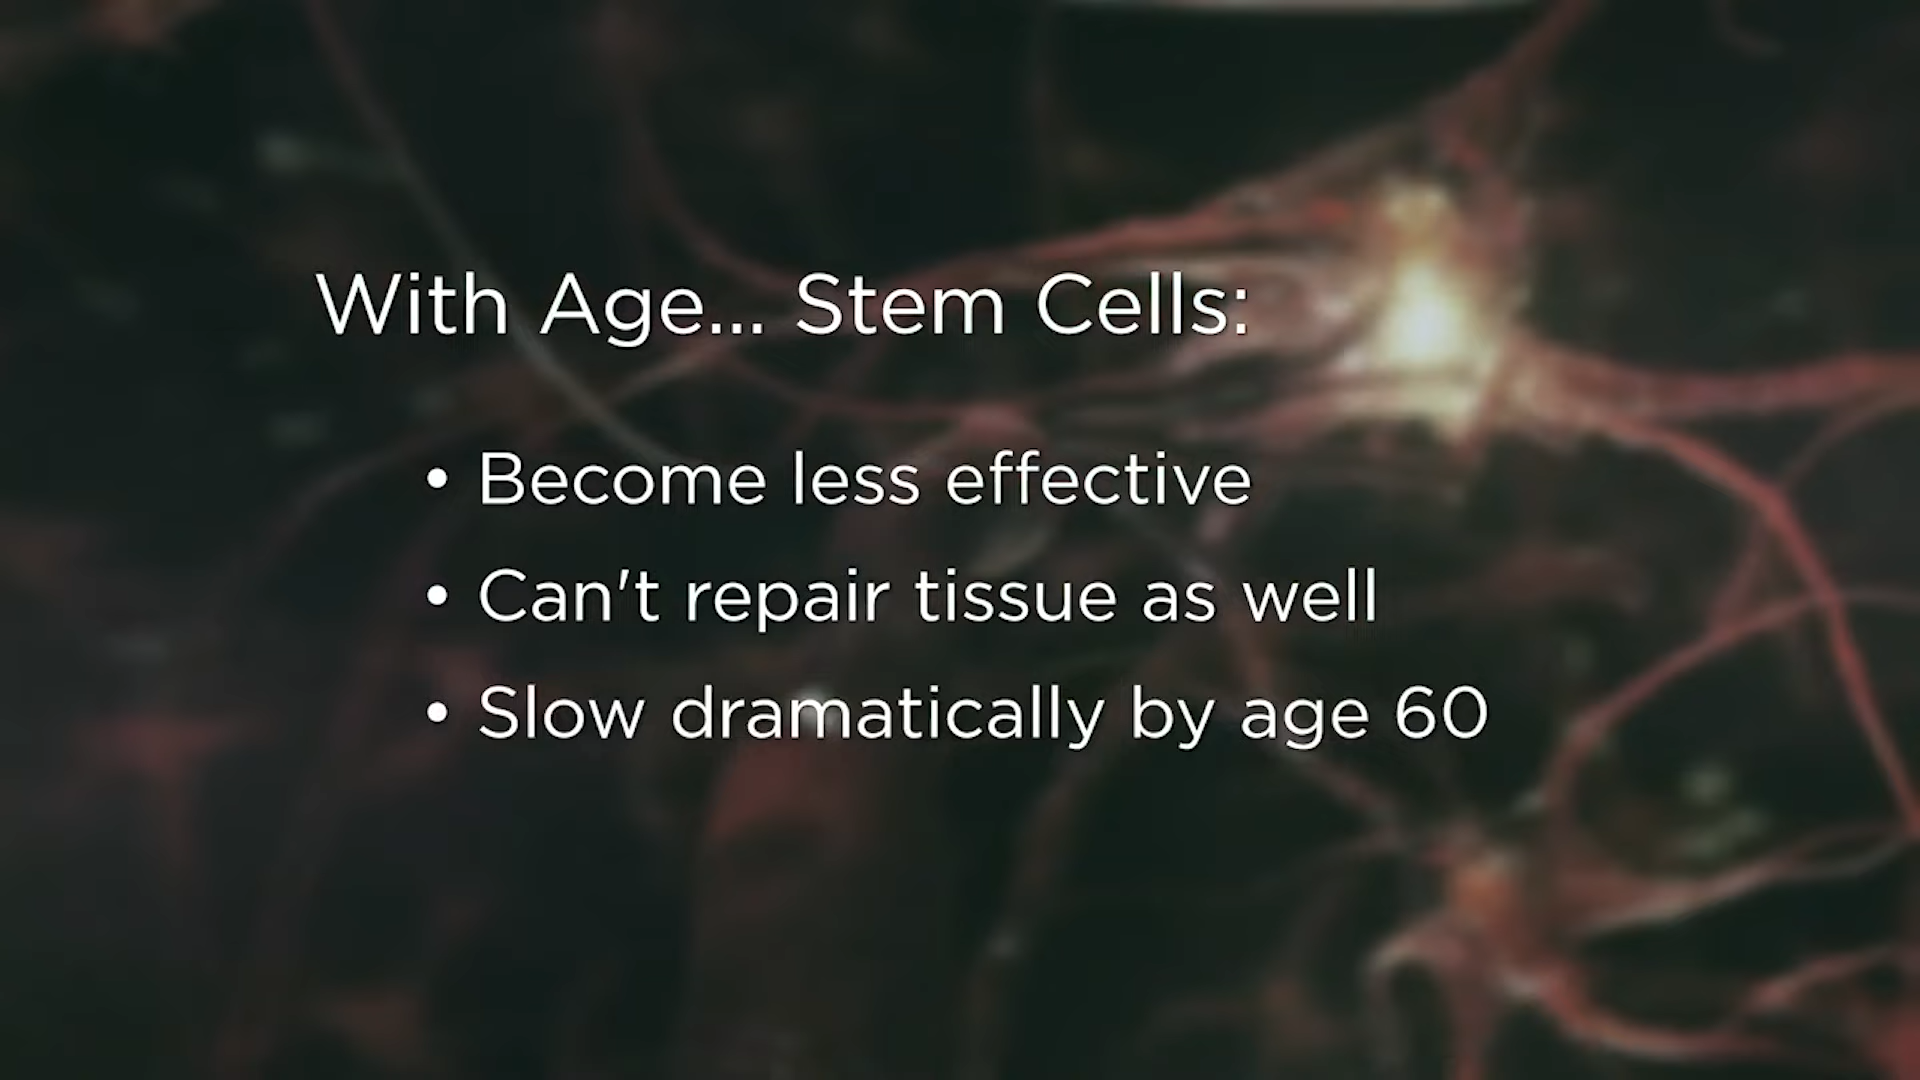 With Age... Stem Cells:
• Become less effective
• Can't repair tissue as well
• Slow dramatically by age 60